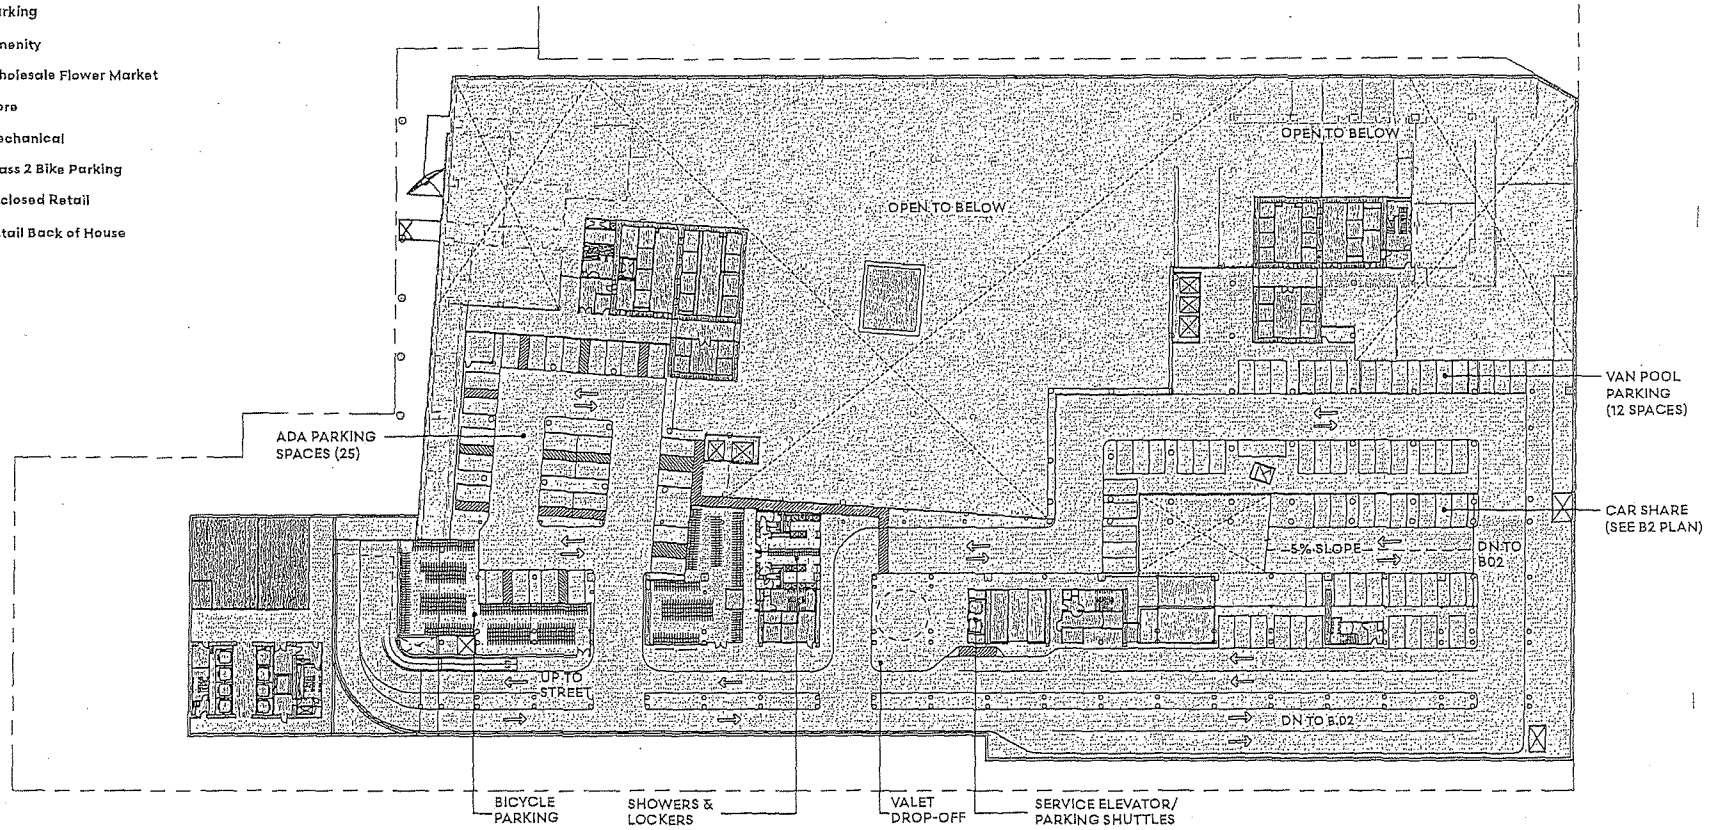 arking
menity
holesale Flower Market
ore
echanical
ass 2 Bike Parking
closed Retail
tail Back of House
OPEN TO BELOW
OPEN TO BELOW
VAN POOL
PARKING
(12 SPACES)
ADA PARKING
SPACES (25)
CAR SHARE
(SEE B2 PLAN)
-5% SLOPE
DN TO
B02
UP TO
STREET
DN TO B.02
BICYCLE
PARKING
SHOWERS &
LOCKERS
VALET
DROP-OFF
SERVICE ELEVATOR/
PARKING SHUTTLES